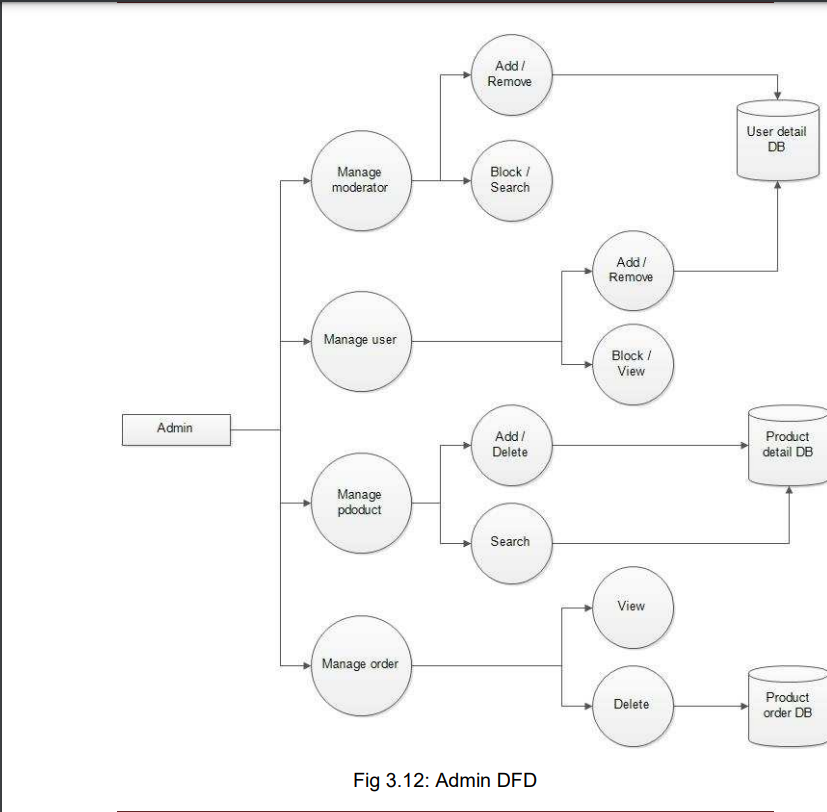 Add /
Remove
User detail
DB
Manage
moderator
Block /
Search
Add /
Remove
Manage user
Block /
View
Admin
Add /
Delete
Product
detail DB
Manage
pdoduct
Search
View
Manage order
Delete
Product
order DB
Fig 3.12: Admin DFD